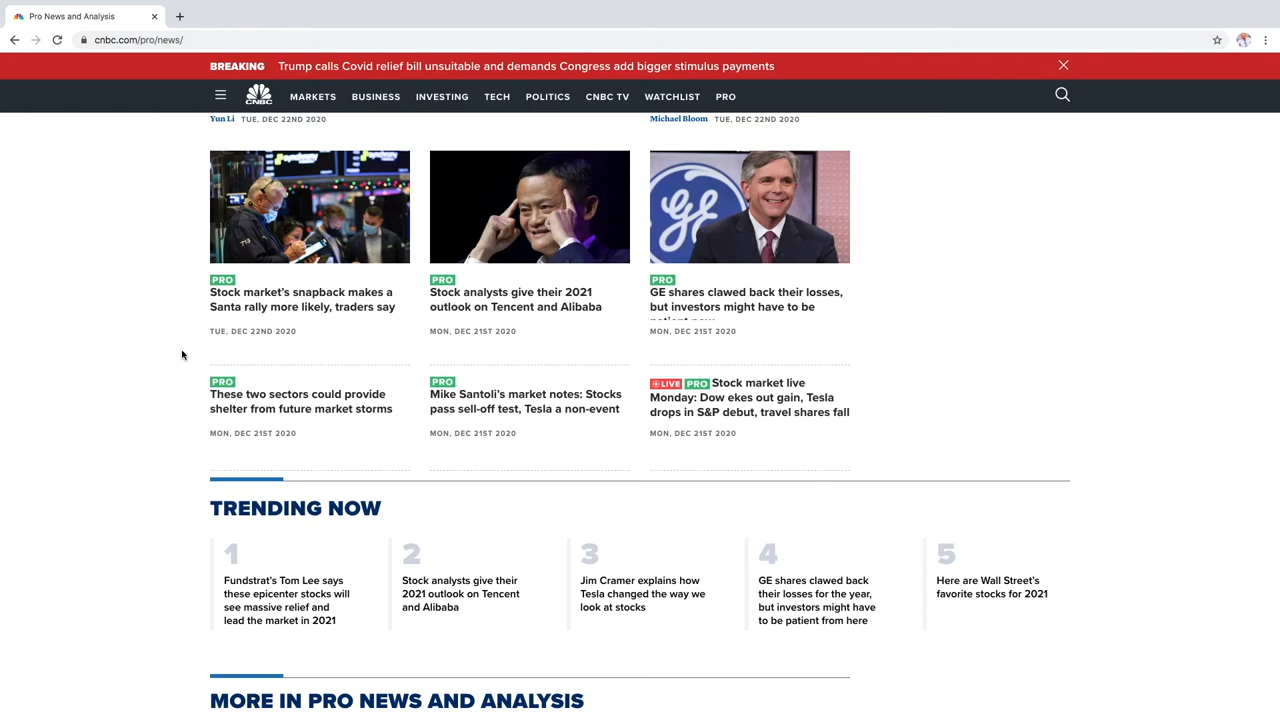 Pro News and Analysis
cnbc.com/pro/news/
BREAKING Trump calls Covid relief bill unsuitable and demands Congress add bigger stimulus payments
CNBC MARKETS BUSINESS INVESTING TECH POLITICS CNBC TV WATCHLIST PRO
Yun Li TUE, DEC 22ND 2020
Michael Bloom TUE, DEC 22ND 2020
713
GE
PRO
Stock market's snapback makes a
Santa rally more likely, traders say
TUE, DEC 22ND 2020
PRO
Stock analysts give their 2021
outlook on Tencent and Alibaba
MON, DEC 21ST 2020
PRO
GE shares clawed back their losses,
but investors might have to be
MON, DEC 21ST 2020
PRO
These two sectors could provide
shelter from future market storms
MON, DEC 21ST 2020
PRO
Mike Santoli's market notes: Stocks
pass sell-off test, Tesla a non-event
MON, DEC 21ST 2020
LIVE PRO Stock market live
Monday: Dow ekes out gain, Tesla
drops in S&P debut, travel shares fall
MON, DEC 21ST 2020
TRENDING NOW
1
Fundstrat's Tom Lee says
these epicenter stocks will
see massive relief and
lead the market in 2021
2
Stock analysts give their
2021 outlook on Tencent
and Alibaba
3
Jim Cramer explains how
Tesla changed the way we
look at stocks
4
GE shares clawed back
their losses for the year,
but investors might have
to be patient from here
5
Here are Wall Street's
favorite stocks for 2021
MORE IN PRO NEWS AND ANALYSIS